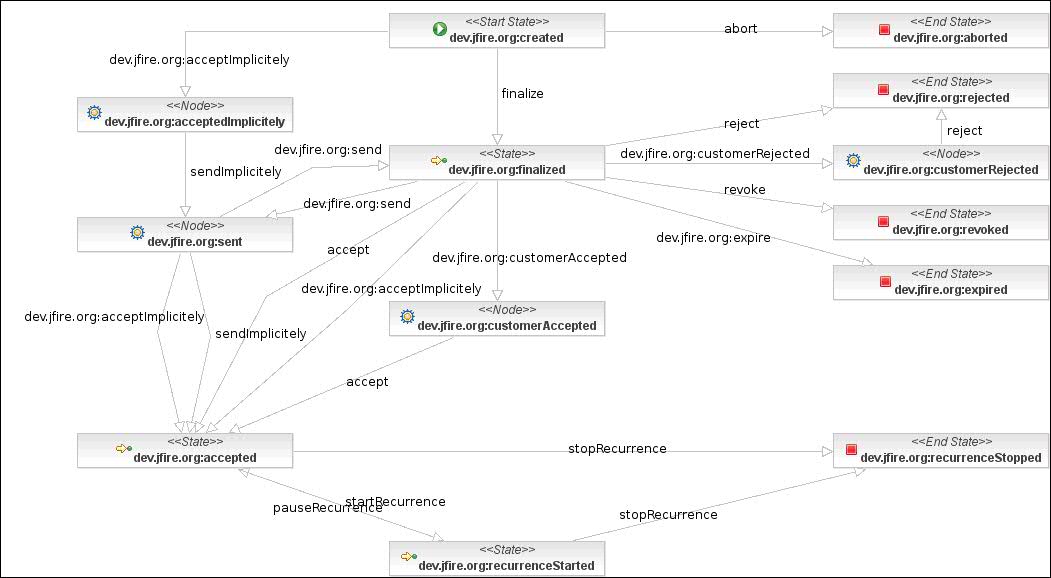 <<Start State>>
dev.jfire.org:created
abort
<<End State>>
dev.jfire.org:aborted
dev.jfire.org:acceptImplicitely
finalize
<<End State>>
dev.jfire.org:rejected
<<Node>>
dev.jfire.org:acceptedImplicitely
reject
reject
dev.jfire.org:send
<<State>>
dev.jfire.org:finalized
dev.jfire.org:customerRejected
<<Node>>
dev.jfire.org:customerRejected
sendImplicitely
revoke
dev.jfire.org:send
<<End State>>
dev.jfire.org:revoked
<<Node>>
dev.jfire.org:sent
accept
dev.jfire.org:expire
dev.jfire.org:customerAccepted
<<End State>>
dev.jfire.org:expired
dev.jfire.org:acceptImplicitely
<<Node>>
dev.jfire.org:customerAccepted
dev.jfire.org:acceptImplicitely
sendImplicitely
accept
<<State>>
dev.jfire.org:accepted
stopRecurrence
<<End State>>
dev.jfire.org:recurrenceStopped
startRecurrence
pauseRecurrence
stopRecurrence
<<State>>
dev.jfire.org:recurrenceStarted